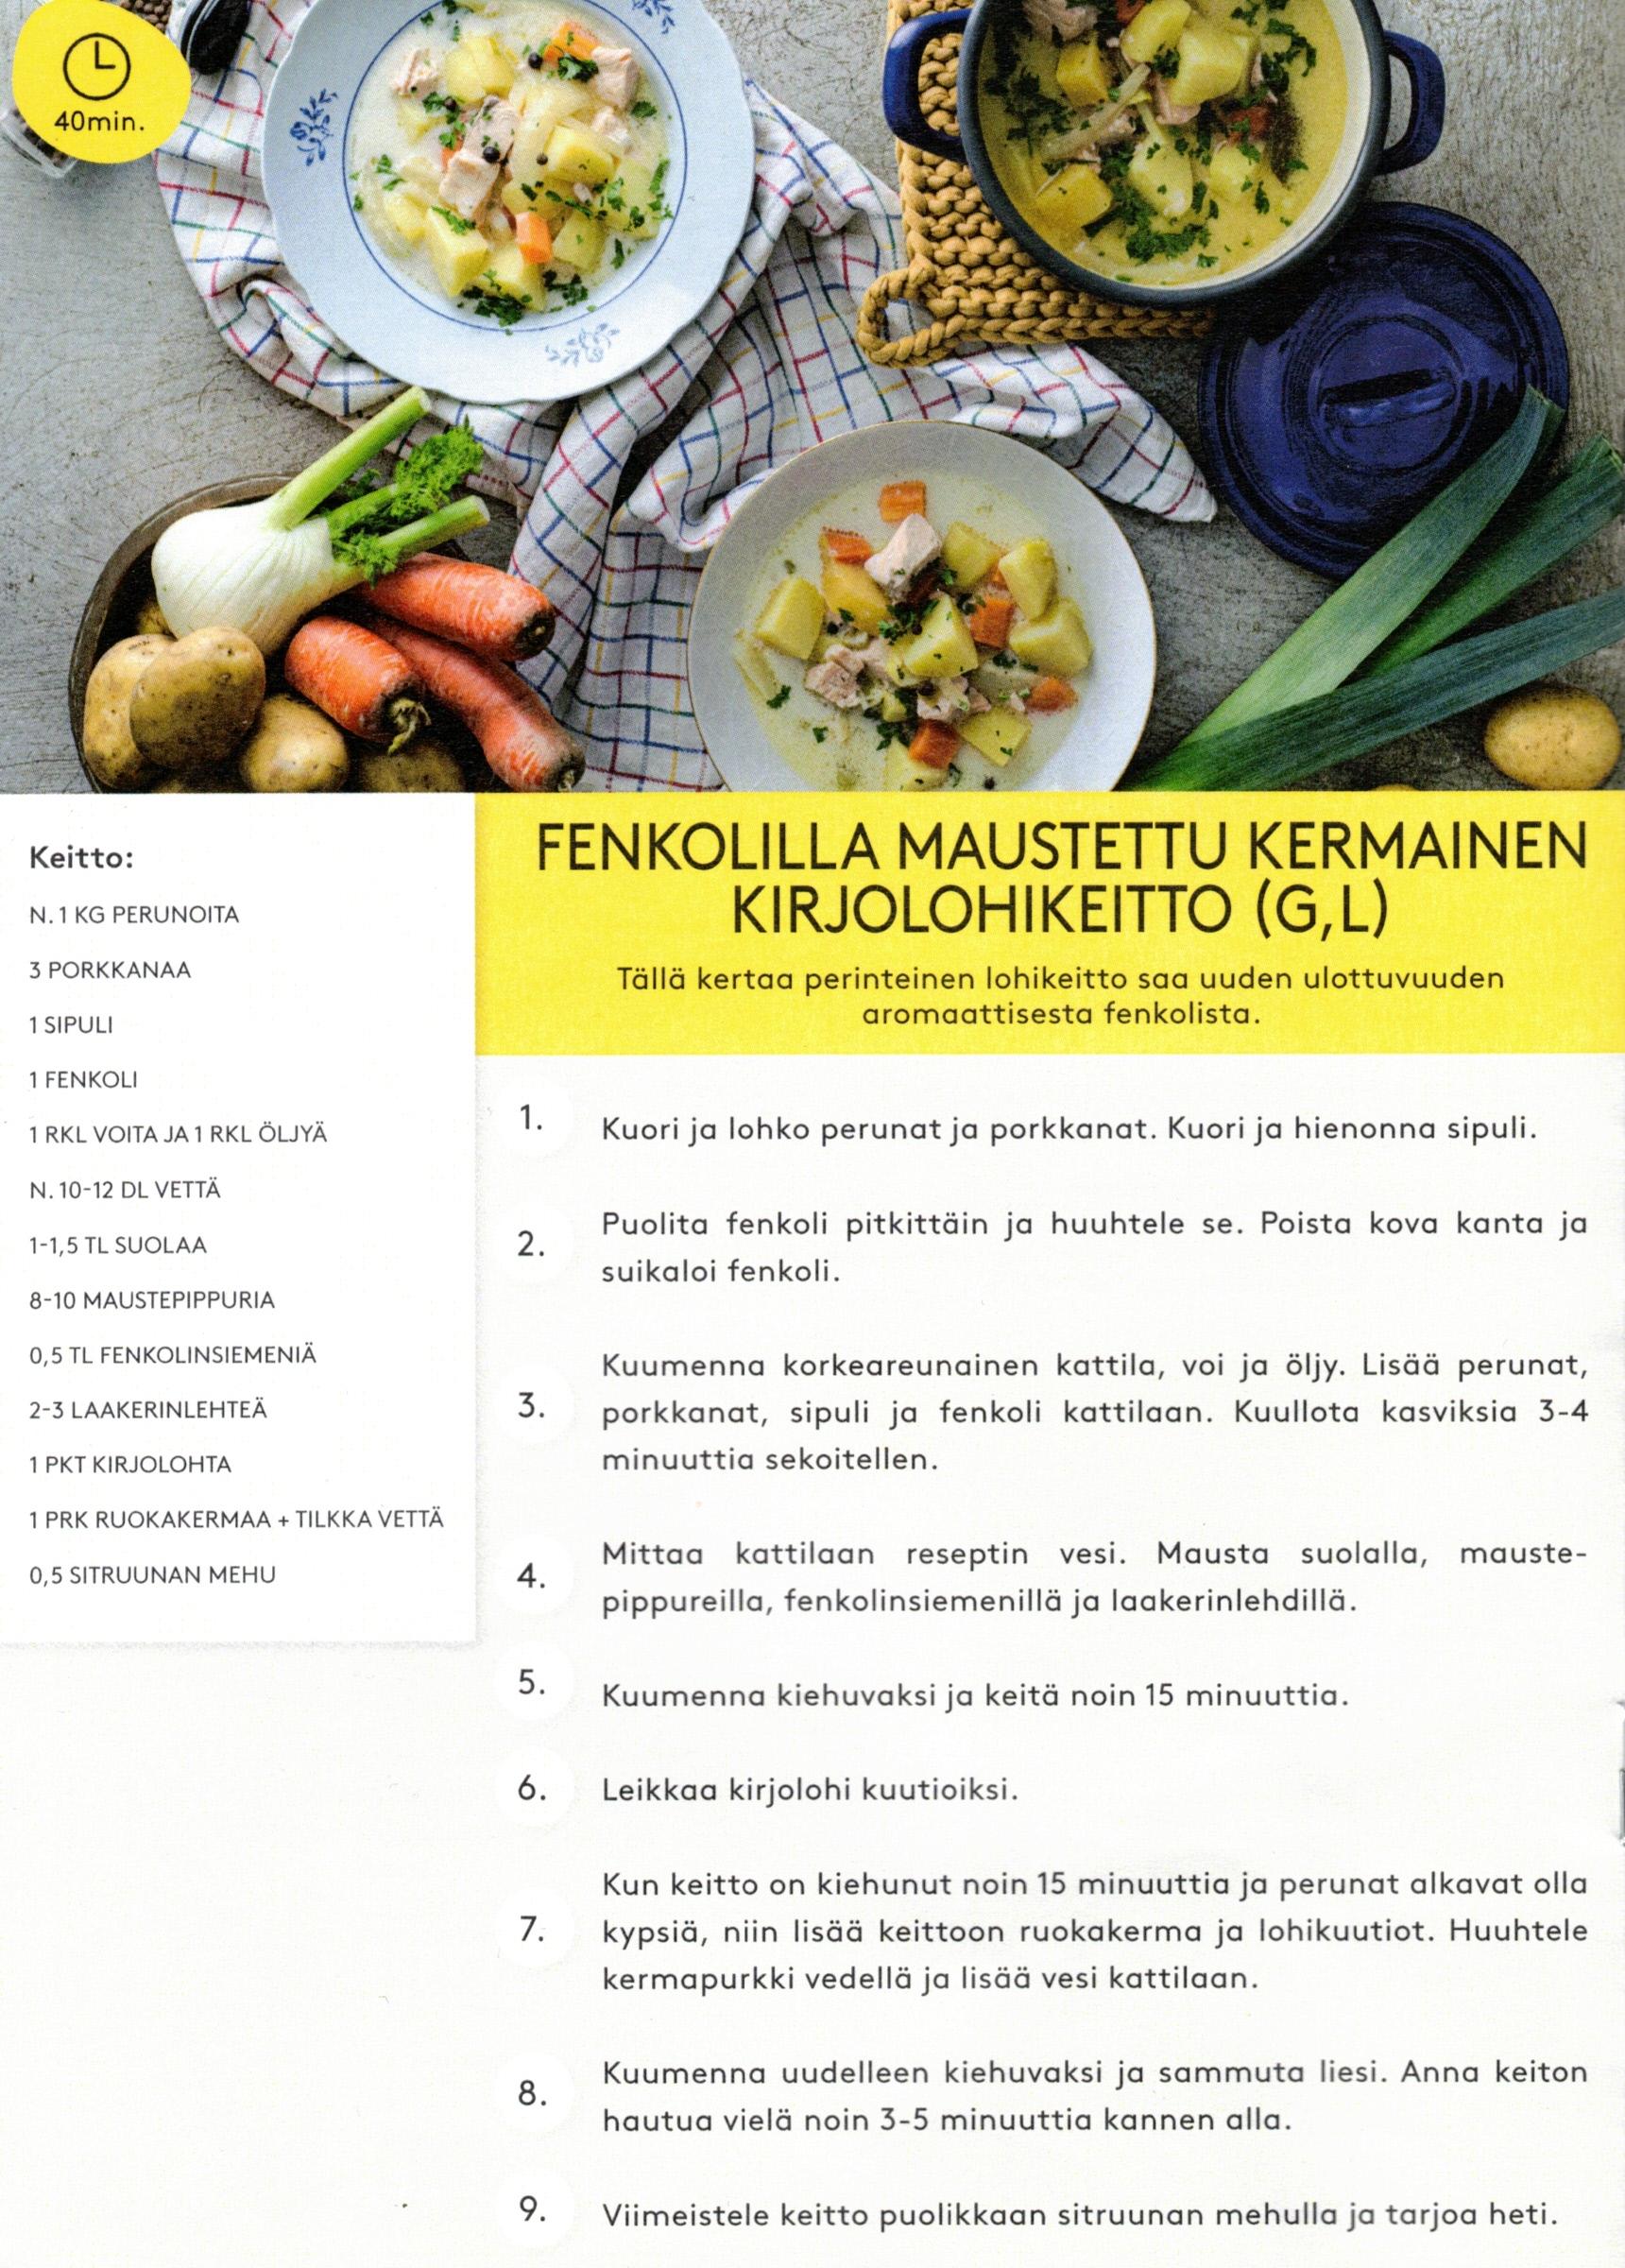 40min.
Keitto:
N. 1 KG PERUNOITA
3 PORKKANAA
1 SIPULI
1 FENKOLI
1 RKL VOITA JA 1 RKL ÖLJYÄ
N. 10-12 DL VETTÄ
1-1,5 TL SUOLAA
8-10 MAUSTEPIPPURIA
0,5 TL FENKOLINSIEMENIÄ
2-3 LAAKERINLEHTEÄ
1 PKT KIRJOLOHTA
1 PRK RUOKAKERMAA + TILKKA VETTÄ
0,5 SITRUUNAN MEHU
FENKOLILLA MAUSTETTU KERMAINEN
KIRJOLOHIKEITTO (G,L)
Tällä kertaa perinteinen lohikeitto saa uuden ulottuvuuden
aromaattisesta fenkolista.
1. Kuori ja lohko perunat ja porkkanat. Kuori ja hienonna sipuli.
2. Puolita fenkoli pitkittäin ja huuhtele se. Poista kova kanta ja
suikaloi fenkoli.
3. Kuumenna korkeareunainen kattila, voi ja öljy. Lisää perunat,
porkkanat, sipuli ja fenkoli kattilaan. Kuullota kasviksia 3-4
minuuttia sekoitellen.
4. Mittaa kattilaan reseptin vesi. Mausta suolalla, mauste-
pippureilla, fenkolinsiemenillä ja laakerinlehdillä.
5. Kuumenna kiehuvaksi ja keitä noin 15 minuuttia.
6. Leikkaa kirjolohi kuutioiksi.
7. Kun keitto on kiehunut noin 15 minuuttia ja perunat alkavat olla
kypsiä, niin lisää keittoon ruokakerma ja lohikuutiot. Huuhtele
kermapurkki vedellä ja lisää vesi kattilaan.
8. Kuumenna uudelleen kiehuvaksi ja sammuta liesi. Anna keiton
hautua vielä noin 3-5 minuuttia kannen alla.
9. Viimeistele keitto puolikkaan sitruunan mehulla ja tarjoa heti.